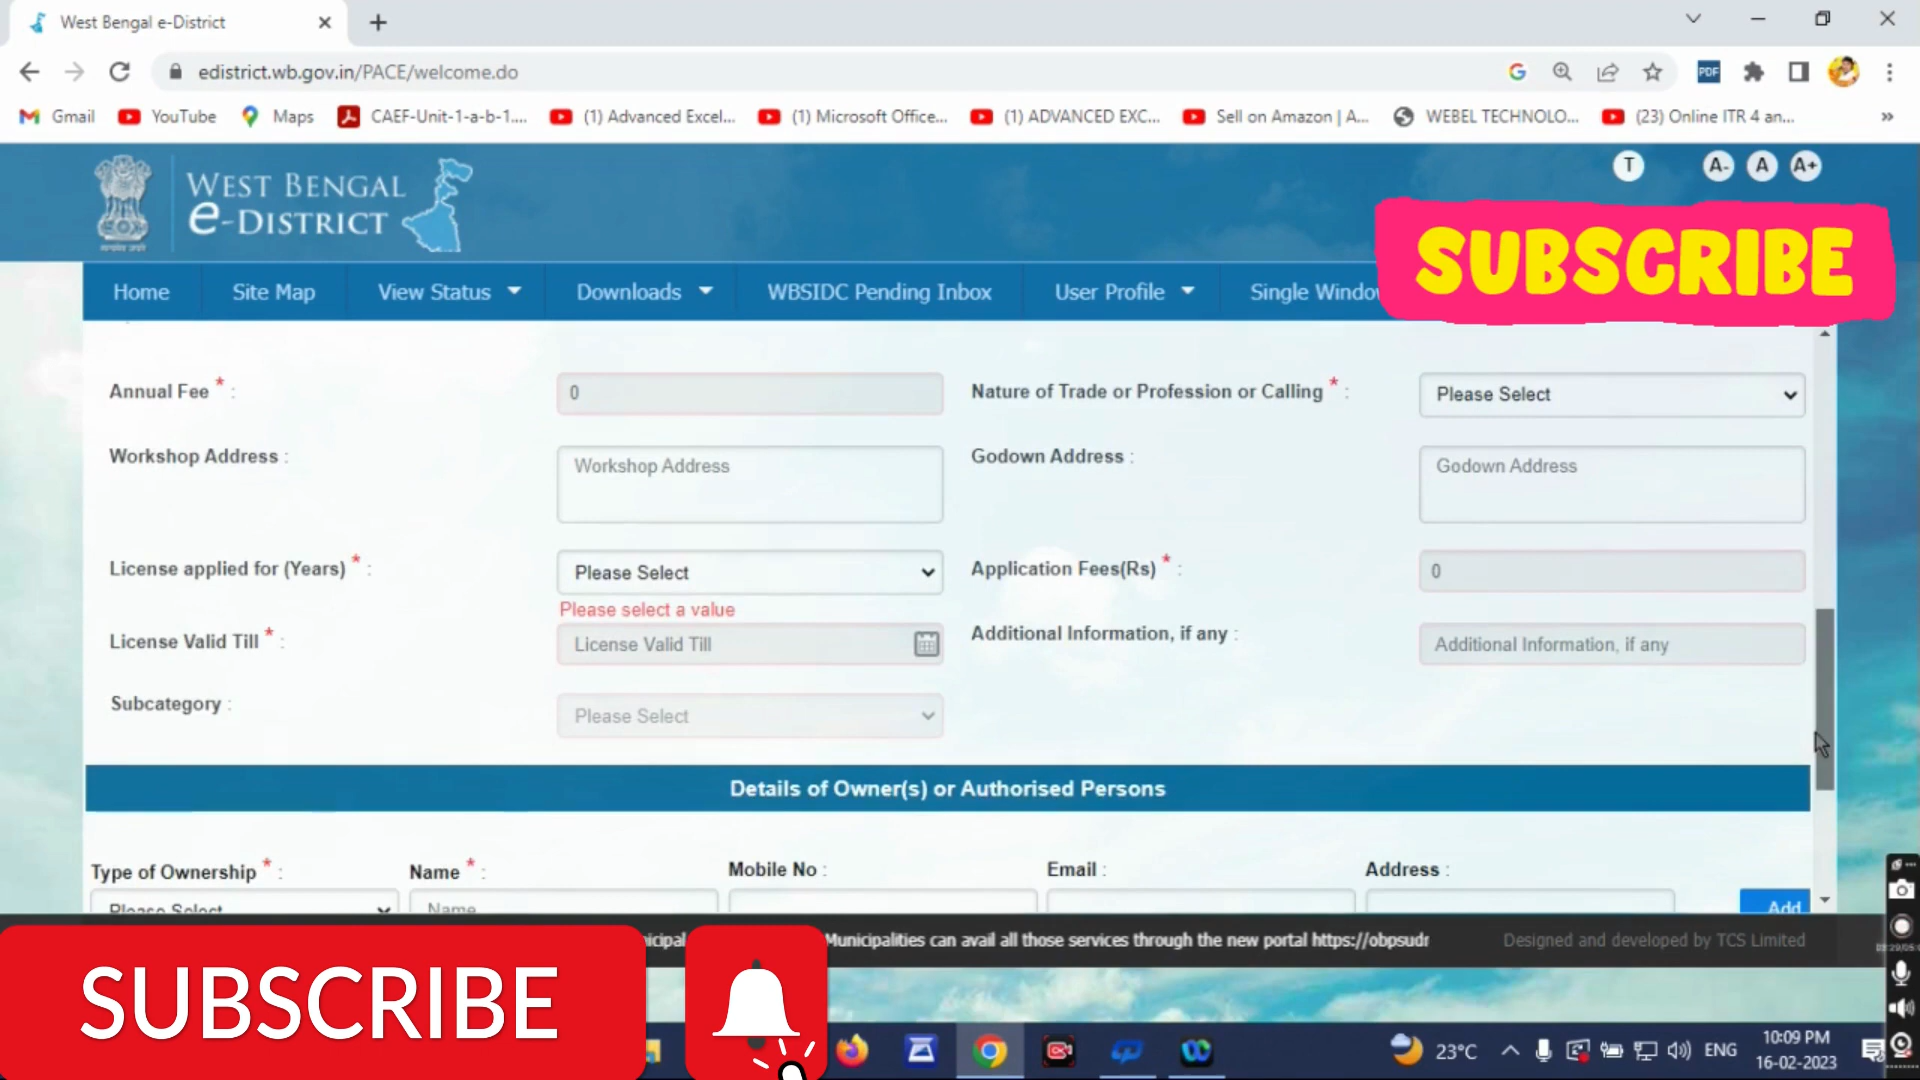 West Bengal e-District
edistrict.wb.gov.in/PACE/welcome.do
PDF
Gmail
YouTube
Maps
CAEF-Unit-1-a-b-1....
(1) Advanced Excel...
(1) Microsoft Office...
(1) ADVANCED EXC...
Sell on Amazon | A...
WEBEL TECHNOLO...
(23) Online ITR 4 an...
»
T
A-
A
A+
WEST BENGAL
e-DISTRICT
SUBSCRIBE
Home
Site Map
View Status
Downloads
WBSIDC Pending Inbox
User Profile
Single Windo
Annual Fee * :
0
Nature of Trade or Profession or Calling * :
Please Select
Workshop Address :
Workshop Address
Godown Address :
Godown Address
License applied for (Years) * :
Please Select
Application Fees(Rs) * :
0
Please select a value
License Valid Till * :
License Valid Till
Additional Information, if any :
Additional Information, if any
Subcategory :
Please Select
Details of Owner(s) or Authorised Persons
Type of Ownership * :
Name * :
Mobile No :
Email :
Address :
Please Select
Name
Add
Municipalities can avail all those services through the new portal https://obpsudr
Designed and developed by TCS Limited
SUBSCRIBE
23°C
ENG
10:09 PM
16-02-2023